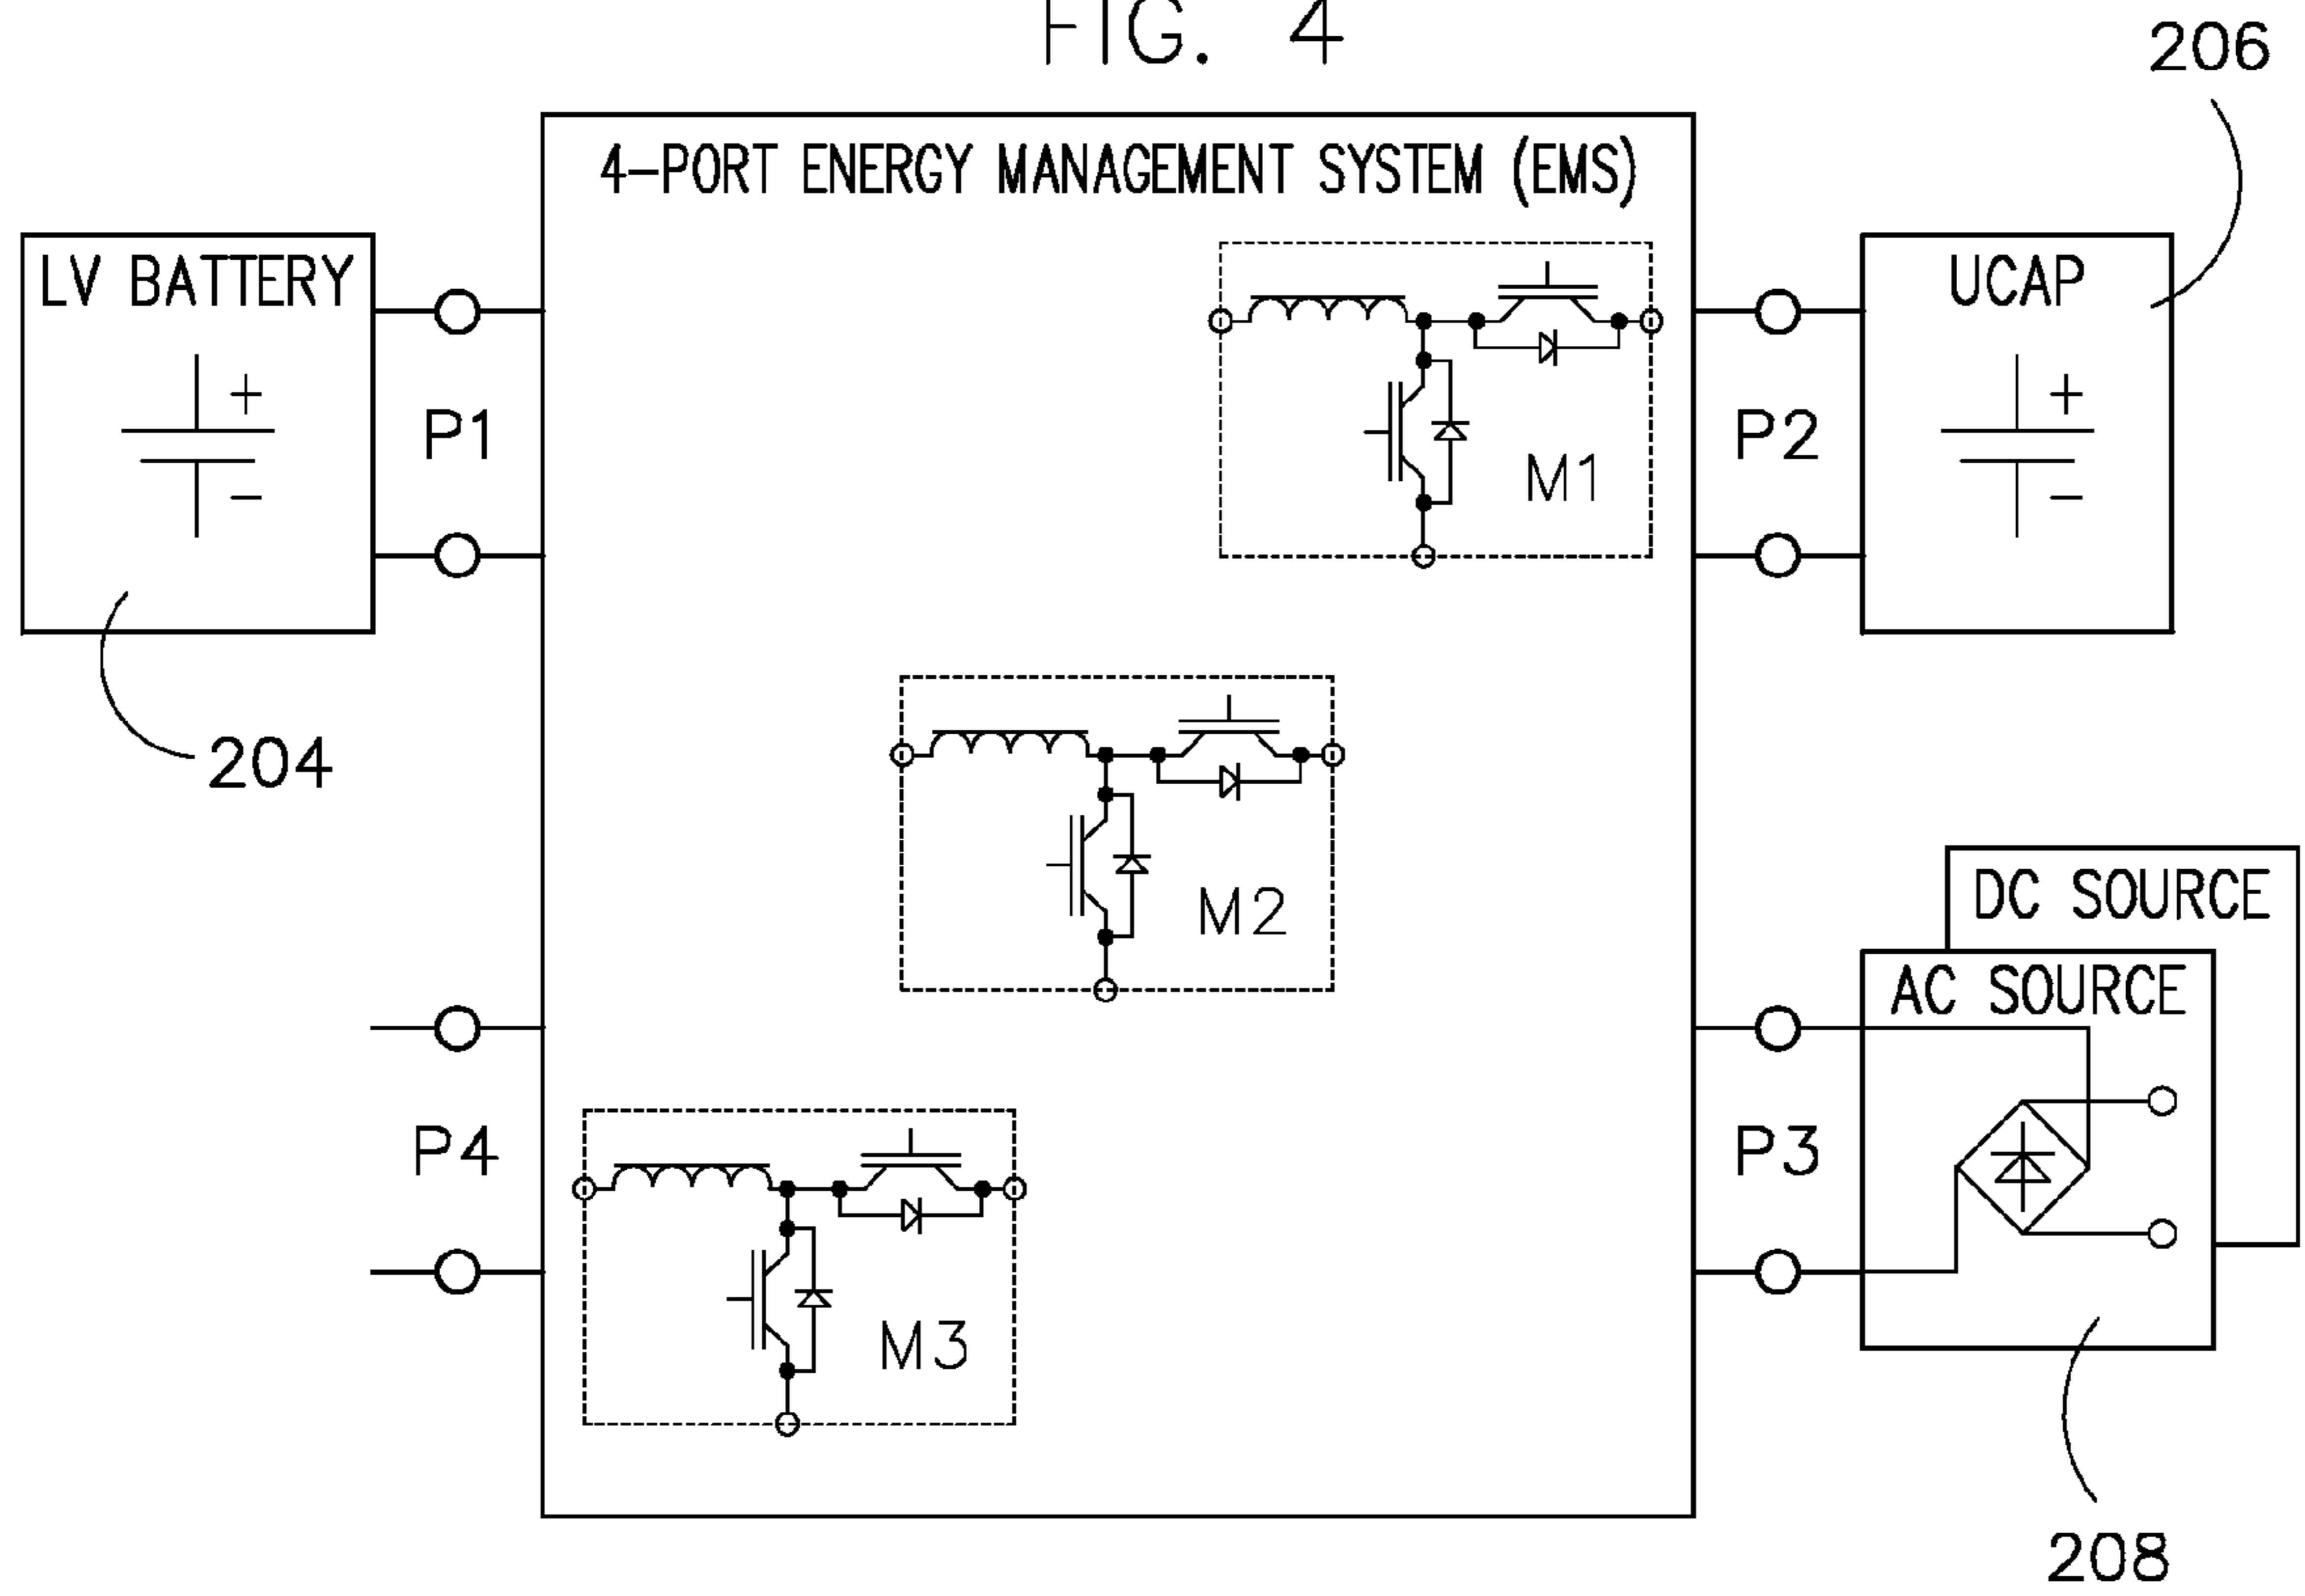 FIG. 4
206
4-PORT ENERGY MANAGEMENT SYSTEM (EMS)
LV BATTERY
UCAP
+
+
P1
P2
M1
-
-
204
M2
DC SOURCE
AC SOURCE
P4
P3
M3
208